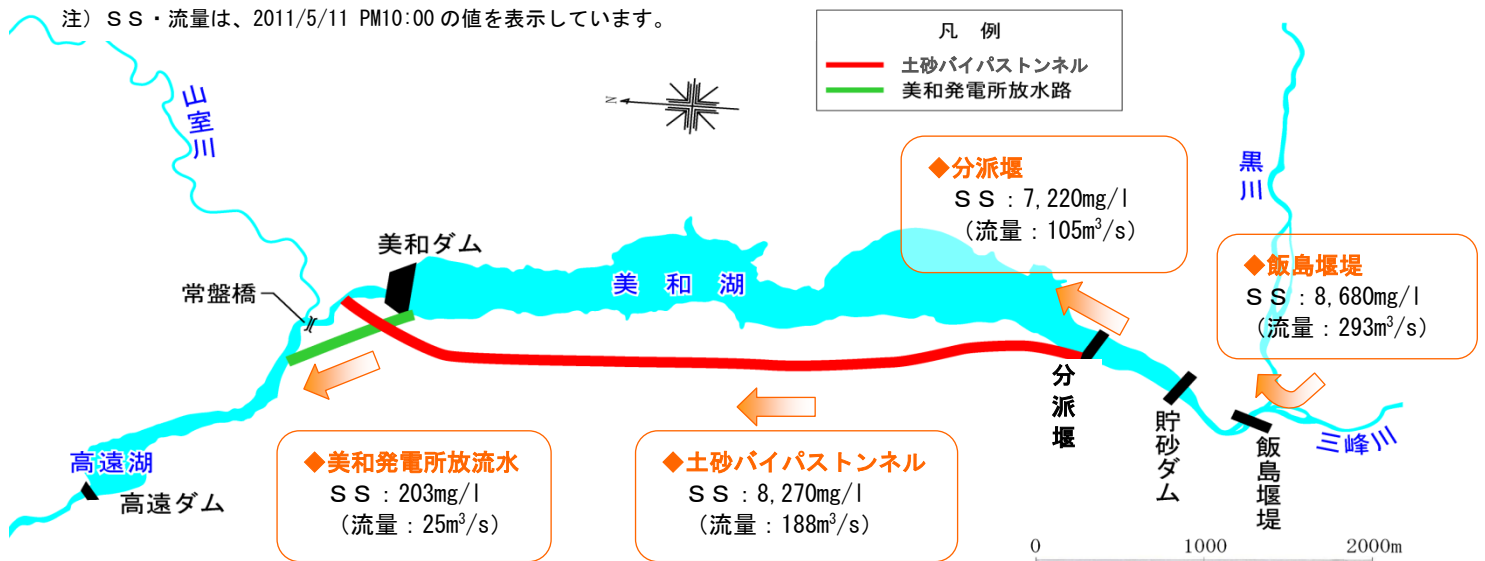 注）ＳＳ・流量は、2011/5/11 PM10:00 の値を表示しています。
凡 例
土砂バイパストンネル
美和発電所放水路
N
山室川
黒川
◆分派堰
ＳＳ：7,220mg/l
（流量：105m³/s）
◆飯島堰堤
ＳＳ：8,680mg/l
（流量：293m³/s）
美和ダム
常盤橋
美 和 湖
分派堰
貯砂ダム
飯島堰堤
三峰川
高遠湖
高遠ダム
◆美和発電所放流水
ＳＳ：203mg/l
（流量：25m³/s）
◆土砂バイパストンネル
ＳＳ：8,270mg/l
（流量：188m³/s）
0 1000 2000m